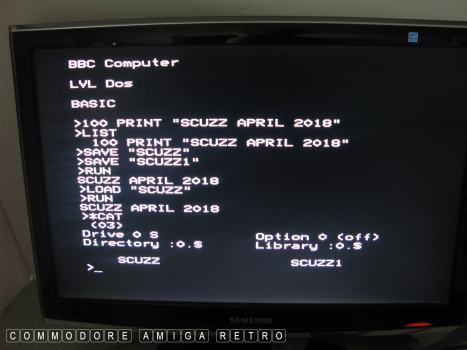 BBC Computer
LVL Dos
BASIC
>100 PRINT "SCUZZ APRIL 2018"
>LIST
100 PRINT "SCUZZ APRIL 2018"
>SAVE "SCUZZ"
>SAVE "SCUZZ1"
>RUN
SCUZZ APRIL 2018
>LOAD "SCUZZ"
>RUN
SCUZZ APRIL 2018
>*CAT
(03)
Drive 0 S Option 0 (off)
Directory :0.$ Library :0.$
SCUZZ SCUZZ1
>_
SAMSUNG
COMMODORE AMIGA RETRO